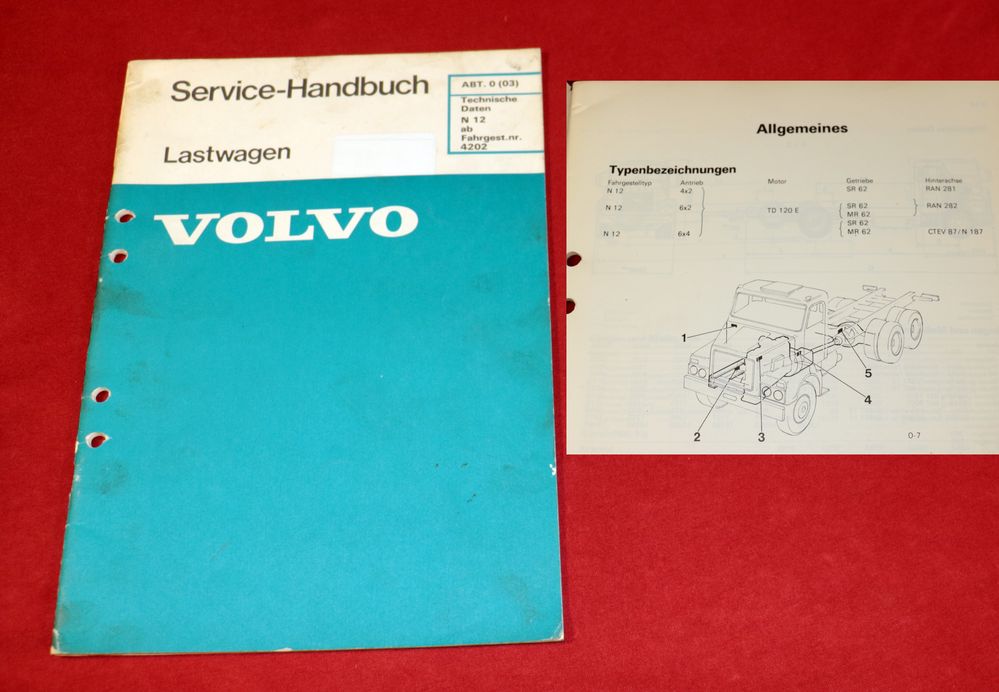 Service-Handbuch
Lastwagen
ABT. 0 (03)
Technische
Daten
N 12
ab
Fahrgest.nr.
4202
VOLVO
Allgemeines
Typenbezeichnungen
Fahrgestelltyp Antrieb Motor Getriebe Hinterachse
N 12 4x2 SR 62 RAN 281
N 12 6x2 TD 120 E SR 62 RAN 282
MR 62
SR 62
N 12 6x4 MR 62 CTEV 87/N 187
1
5
4
2 3
0-7